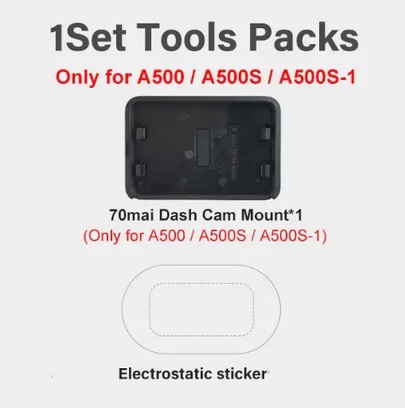 1Set Tools Packs
Only for A500 / A500S / A500S-1
70mai Dash Cam Mount*1
(Only for A500 / A500S / A500S-1)
Electrostatic sticker